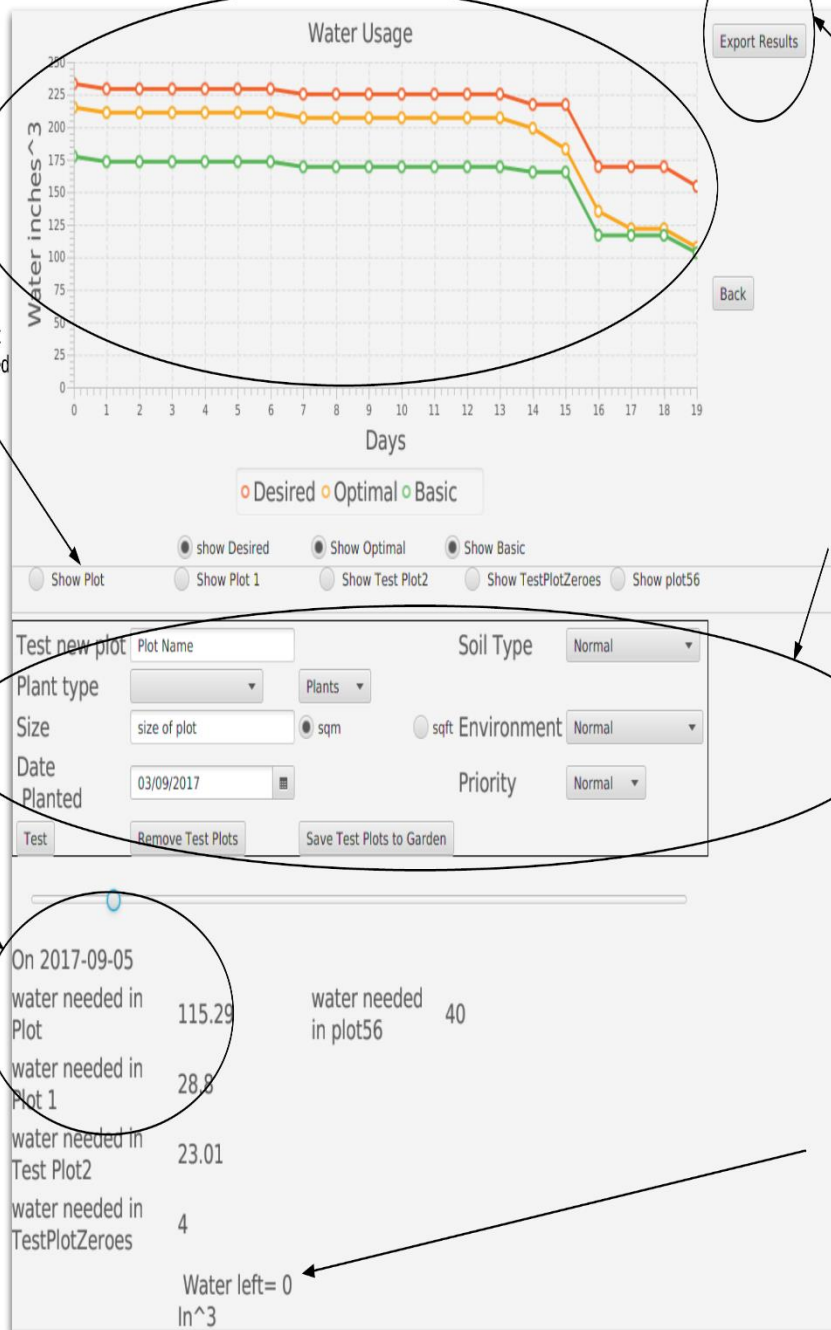 Water Usage
Export Results
Water inches^3
250
225
200
175
150
125
100
75
50
25
0
Back
0 1 2 3 4 5 6 7 8 9 10 11 12 13 14 15 16 17 18 19
Days
Desired Optimal Basic
show Desired Show Optimal Show Basic
Show Plot Show Plot 1 Show Test Plot2 Show TestPlotZeroes Show plot56
Test new plot Plot Name Soil Type Normal
Plant type Plants
Size size of plot sqm sqft Environment Normal
Date
Planted 03/09/2017 Priority Normal
Test Remove Test Plots Save Test Plots to Garden
On 2017-09-05
water needed in
Plot 115.29
water needed
in plot56 40
water needed in
Plot 1 28.8
water needed in
Test Plot2 23.01
water needed in
TestPlotZeroes 4
Water left= 0
In^3